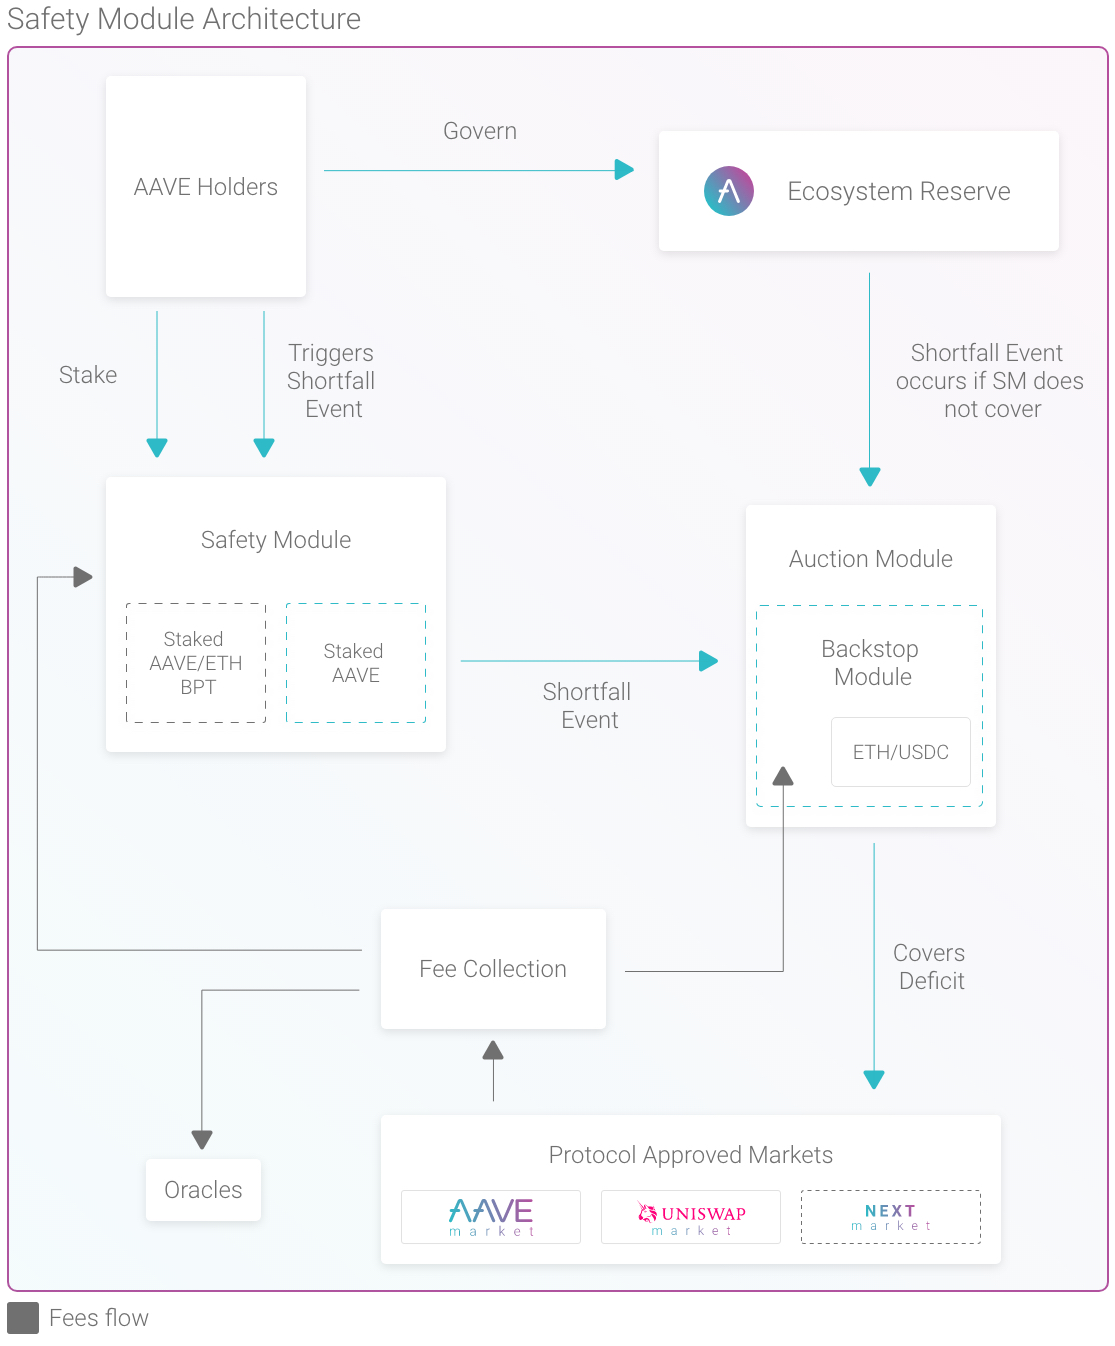 Safety Module Architecture
AAVE Holders
Govern
Ecosystem Reserve
Stake
Triggers
Shortfall
Event
Shortfall Event
occurs if SM does
not cover
Safety Module
Staked
AAVE/ETH
BPT
Staked
AAVE
Shortfall
Event
Auction Module
Backstop
Module
ETH/USDC
Fee Collection
Covers
Deficit
Oracles
Protocol Approved Markets
AAVE
market
UNISWAP
market
NEXT
market
Fees flow